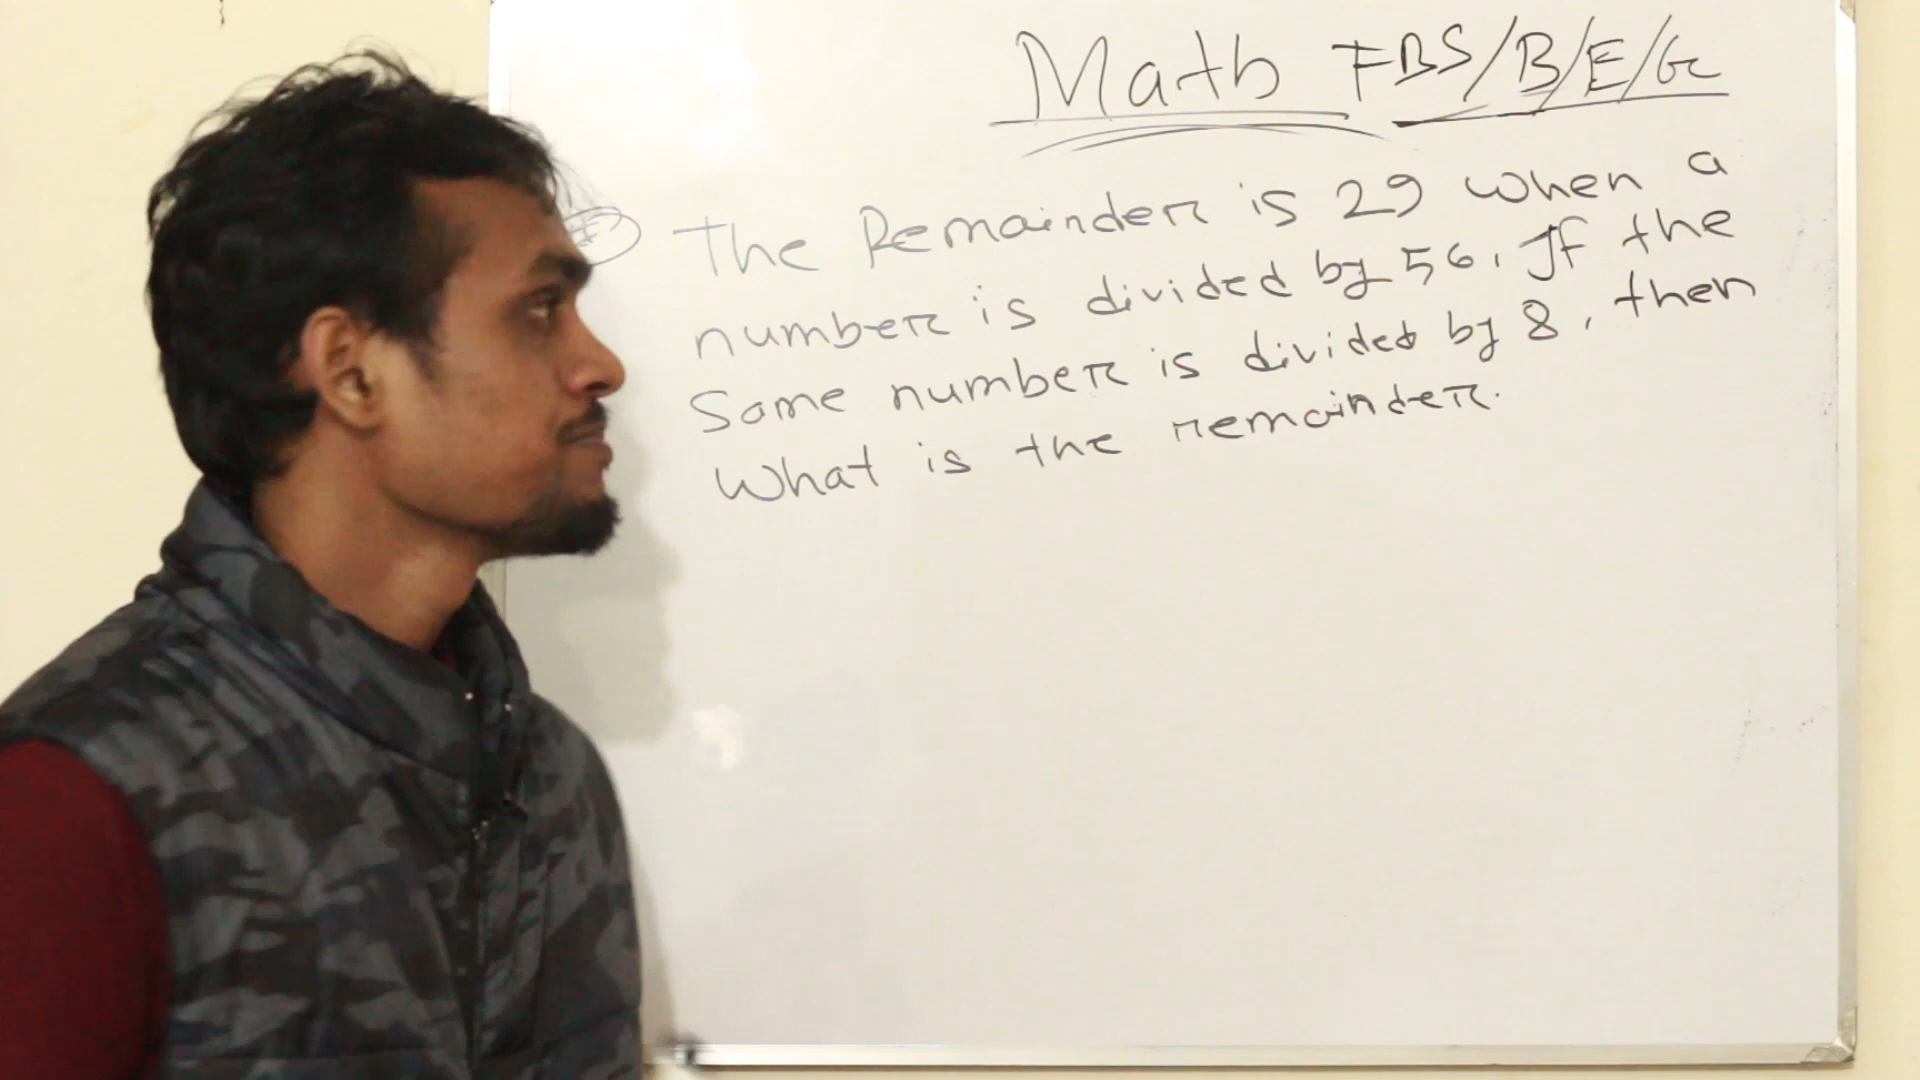 Math FBS/B/E/G
The Remainder is 29 when a
number is divided by 56. If the
Same number is divided by 8, then
What is the remainder.